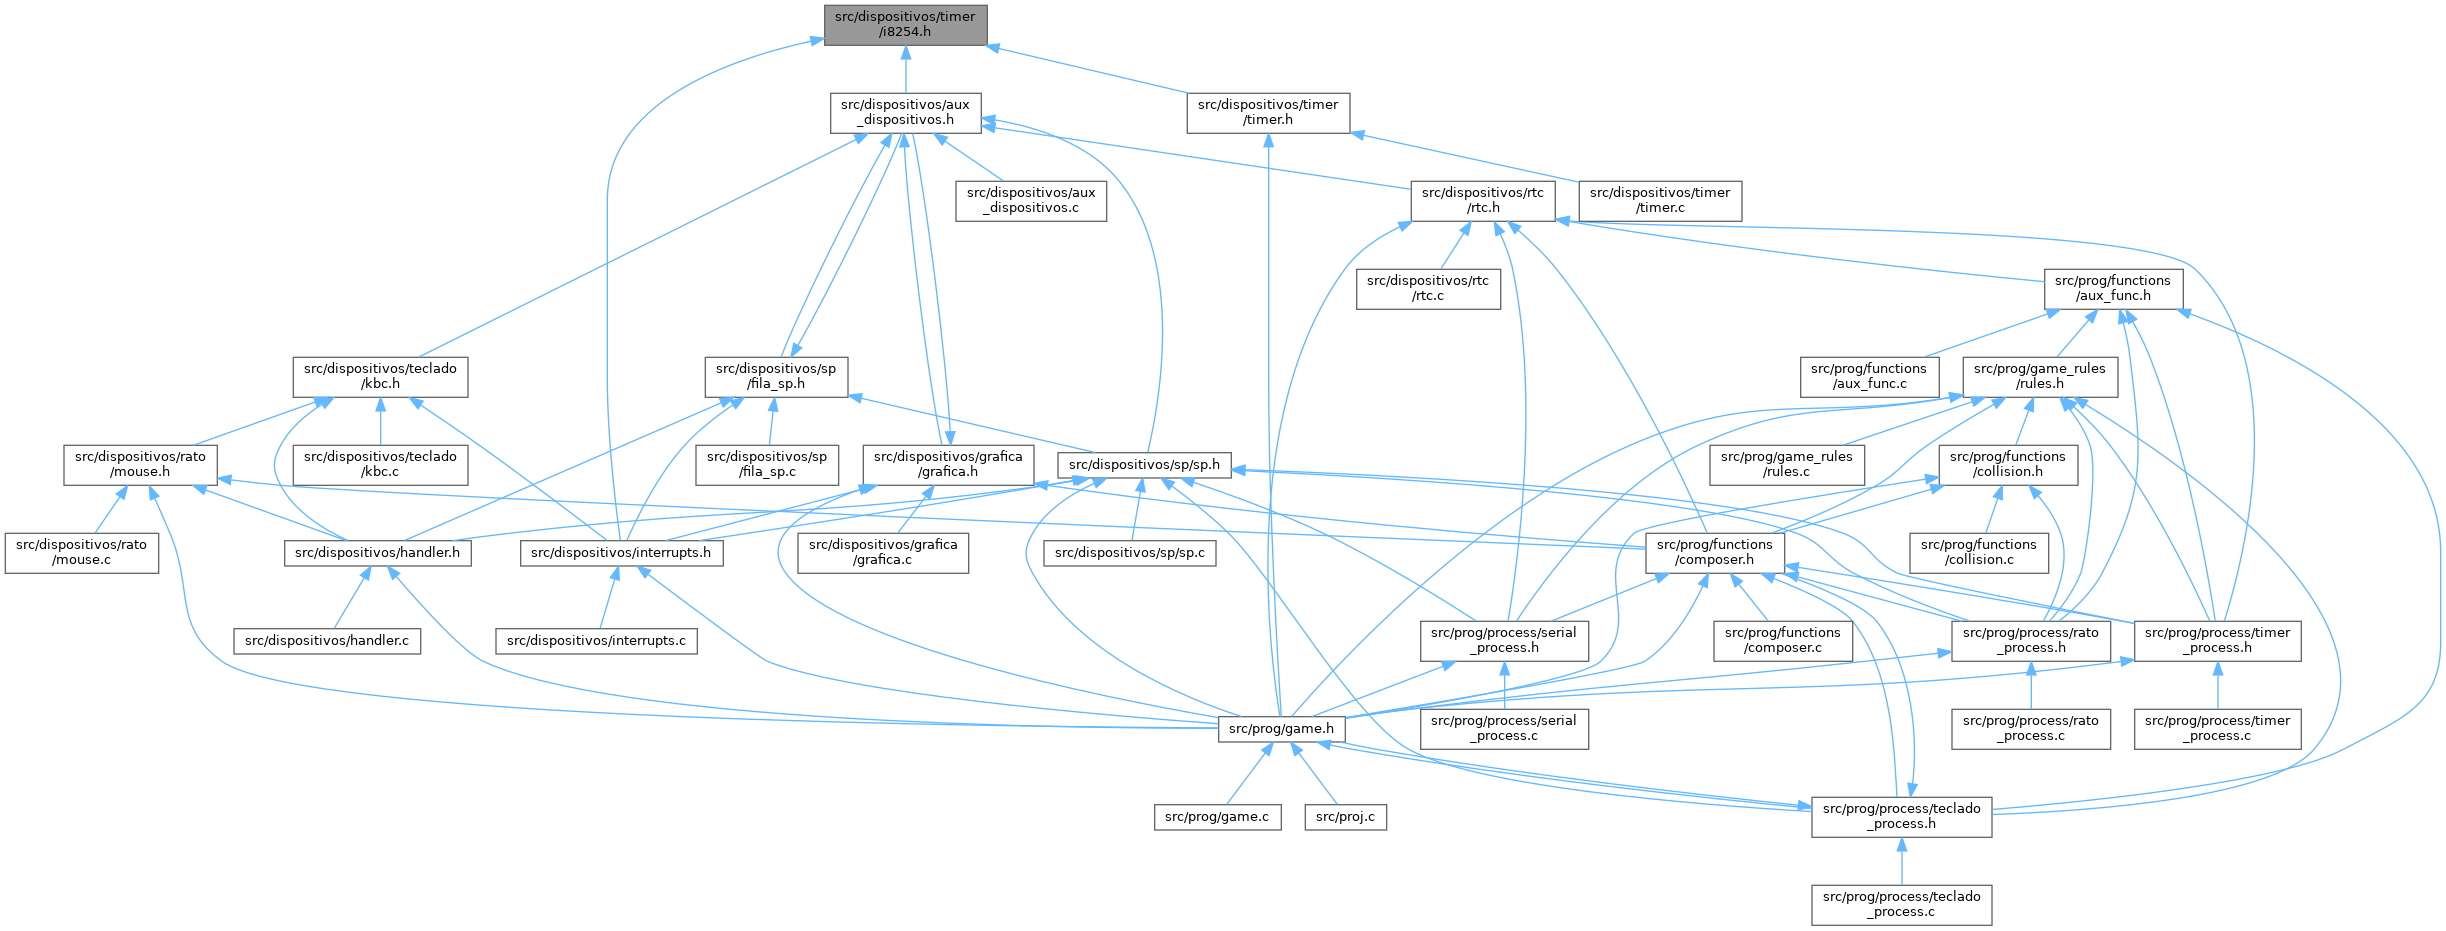 src/dispositivos/timer
/i8254.h
src/dispositivos/aux
_dispositivos.h
src/dispositivos/timer
/timer.h
src/dispositivos/aux
_dispositivos.c
src/dispositivos/rtc
/rtc.h
src/dispositivos/timer
/timer.c
src/dispositivos/rtc
/rtc.c
src/prog/functions
/aux_func.h
src/dispositivos/teclado
/kbc.h
src/dispositivos/sp
/fila_sp.h
src/prog/functions
/aux_func.c
src/prog/game_rules
/rules.h
src/dispositivos/rato
/mouse.h
src/dispositivos/teclado
/kbc.c
src/dispositivos/sp
/fila_sp.c
src/dispositivos/grafica
/grafica.h
src/dispositivos/sp/sp.h
src/prog/game_rules
/rules.c
src/prog/functions
/collision.h
src/dispositivos/rato
/mouse.c
src/dispositivos/handler.h
src/dispositivos/interrupts.h
src/dispositivos/grafica
/grafica.c
src/dispositivos/sp/sp.c
src/prog/functions
/composer.h
src/prog/functions
/collision.c
src/dispositivos/handler.c
src/dispositivos/interrupts.c
src/prog/process/serial
_process.h
src/prog/functions
/composer.c
src/prog/process/rato
_process.h
src/prog/process/timer
_process.h
src/prog/game.h
src/prog/process/serial
_process.c
src/prog/process/rato
_process.c
src/prog/process/timer
_process.c
src/prog/game.c
src/proj.c
src/prog/process/teclado
_process.h
src/prog/process/teclado
_process.c